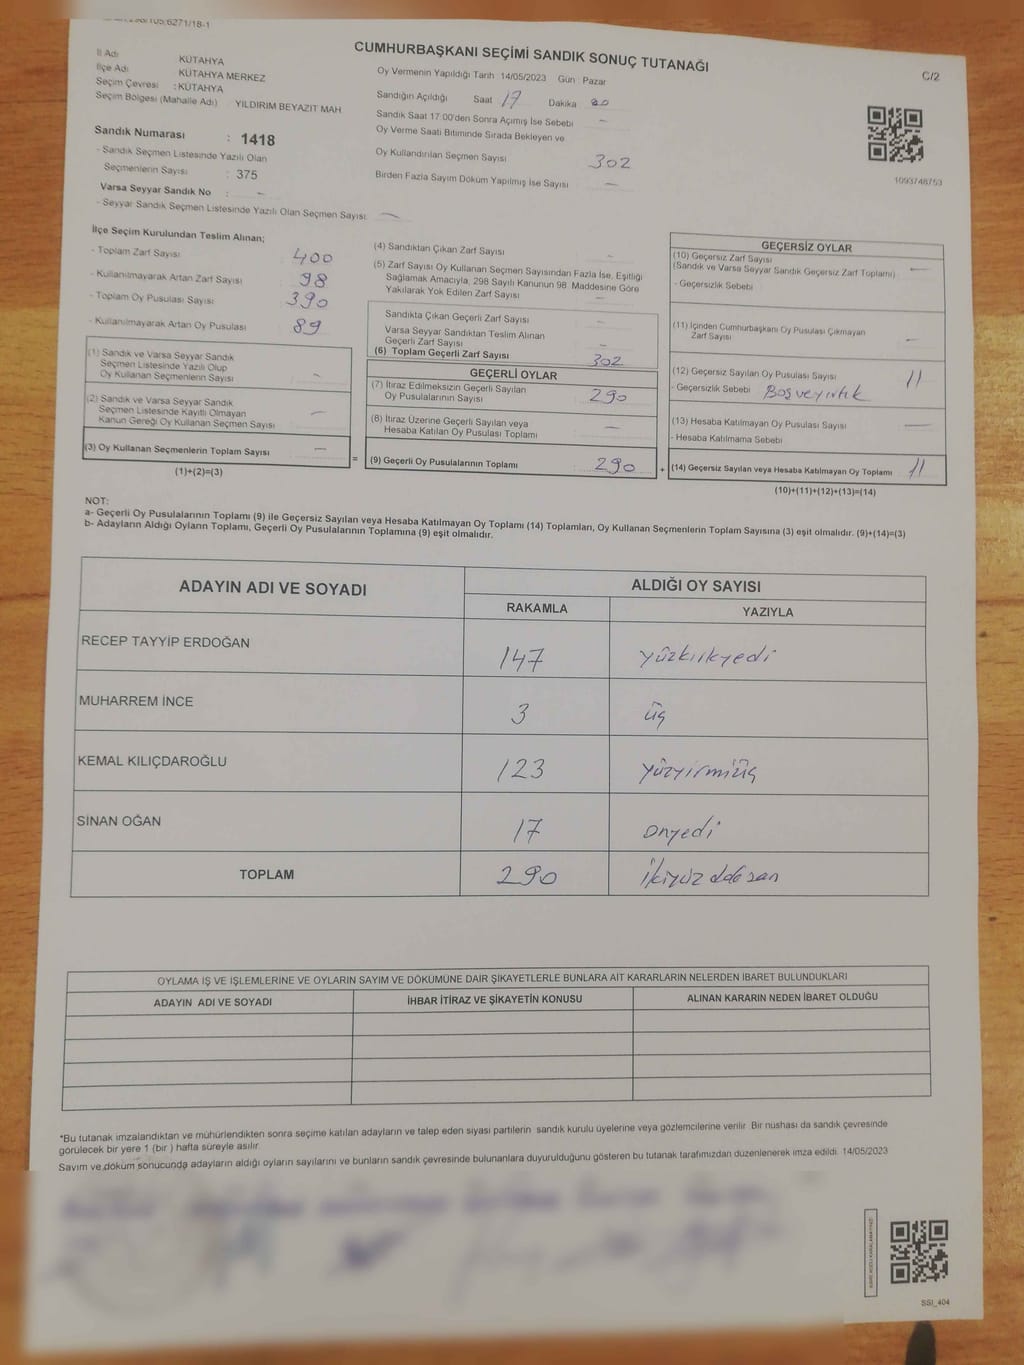 CUMHURBAŞKANI SEÇİMİ SANDIK SONUÇ TUTANAĞI
C/2
İl Adı KÜTAHYA
İlçe Adı KÜTAHYA MERKEZ
Seçim Çevresi : KÜTAHYA
Seçim Bölgesi (Mahalle Adı) YILDIRIM BEYAZIT MAH
Sandık Numarası : 1418
- Sandık Seçmen Listesinde Yazılı Olan
Seçmenlerin Sayısı : 375
Varsa Seyyar Sandık No : -
- Seyyar Sandık Seçmen Listesinde Yazılı Olan Seçmen Sayısı -
Oy Vermenin Yapıldığı Tarih 14/05/2023 Gün Pazar
Sandığın Açıldığı Saat 17 Dakika
Sandık Saat 17.00'den Sonra Açımış İse Sebebi -
Oy Verme Saati Bitiminde Sırada Bekleyen ve
Oy Kullandırılan Seçmen Sayısı 302
Birden Fazla Sayım Döküm Yapılmış İse Sayısı -
1093748753
İlçe Seçim Kurulundan Teslim Alınan;
- Toplam Zarf Sayısı 400
- Kullanılmayarak Artan Zarf Sayısı 98
- Toplam Oy Pusulası Sayısı 390
- Kullanılmayarak Artan Oy Pusulası 89
(1) Sandık ve Varsa Seyyar Sandık
Seçmen Listesinde Yazılı Olup
Oy Kullanan Seçmenlerin Sayısı -
(2) Sandık ve Varsa Seyyar Sandık
Seçmen Listesinde Kayıtlı Olmayan
Kanun Gereği Oy Kullanan Seçmen Sayısı -
(3) Oy Kullanan Seçmenlerin Toplam Sayısı -
(1)+(2)=(3)
=
(4) Sandıktan Çıkan Zarf Sayısı -
(5) Zarf Sayısı Oy Kullanan Seçmen Sayısından Fazla İse, Eşitliği
Sağlamak Amacıyla, 298 Sayılı Kanunun 98. Maddesine Göre
Yakılarak Yok Edilen Zarf Sayısı -
Sandıkta Çıkan Geçerli Zarf Sayısı -
Varsa Seyyar Sandıktan Teslim Alınan
Geçerli Zarf Sayısı -
(6) Toplam Geçerli Zarf Sayısı 302
GEÇERLİ OYLAR
(7) İtiraz Edilmeksizin Geçerli Sayılan
Oy Pusulalarının Sayısı 290
(8) İtiraz Üzerine Geçerli Sayılan veya
Hesaba Katılan Oy Pusulası Toplamı -
(9) Geçerli Oy Pusulalarının Toplamı 290
+
GEÇERSİZ OYLAR
(10) Geçersiz Zarf Sayısı
(Sandık ve Varsa Seyyar Sandık Geçersiz Zarf Toplamı) -
- Geçersizlik Sebebi
(11) İçinden Cumhurbaşkanı Oy Pusulası Çıkmayan
Zarf Sayısı -
(12) Geçersiz Sayılan Oy Pusulası Sayısı 11
- Geçersizlik Sebebi Boş ve yırtık
(13) Hesaba Katılmayan Oy Pusulası Sayısı -
- Hesaba Katılmama Sebebi
(14) Geçersiz Sayılan veya Hesaba Katılmayan Oy Toplamı 11
(10)+(11)+(12)+(13)=(14)
NOT:
a- Geçerli Oy Pusulalarının Toplamı (9) ile Geçersiz Sayılan veya Hesaba Katılmayan Oy Toplamı (14) Toplamları, Oy Kullanan Seçmenlerin Toplam Sayısına (3) eşit olmalıdır. (9)+(14)=(3)
b- Adayların Aldığı Oyların Toplamı, Geçerli Oy Pusulalarının Toplamına (9) eşit olmalıdır.
ADAYIN ADI VE SOYADI ALDIĞI OY SAYISI
RAKAMLA YAZIYLA
RECEP TAYYİP ERDOĞAN 147 yüzkırkyedi
MUHARREM İNCE 3 üç
KEMAL KILIÇDAROĞLU 123 yüzyirmiüç
SİNAN OĞAN 17 onyedi
TOPLAM 290
OYLAMA İŞ VE İŞLEMLERİNE VE OYLARIN SAYIM VE DÖKÜMÜNE DAİR ŞİKAYETLERLE BUNLARA AİT KARARLARIN NELERDEN İBARET BULUNDUKLARI
ADAYIN ADI VE SOYADI İHBAR İTİRAZ VE ŞİKAYETİN KONUSU ALINAN KARARIN NEDEN İBARET OLDUĞU
*Bu tutanak imzalandıktan ve mühürlendikten sonra seçime katılan adayların ve talep eden siyasi partilerin sandık kurulu üyelerine veya gözlemcilerine verilir. Bir nüshası da sandık çevresinde
görülecek bir yere 1 (bir ) hafta süreyle asılır.
Sayım ve döküm sonucunda adayların aldığı oyların sayılarını ve bunların sandık çevresinde bulunanlara duyurulduğunu gösteren bu tutanak tarafımızdan düzenlenerek imza edildi. 14/05/2023
SSİ_404